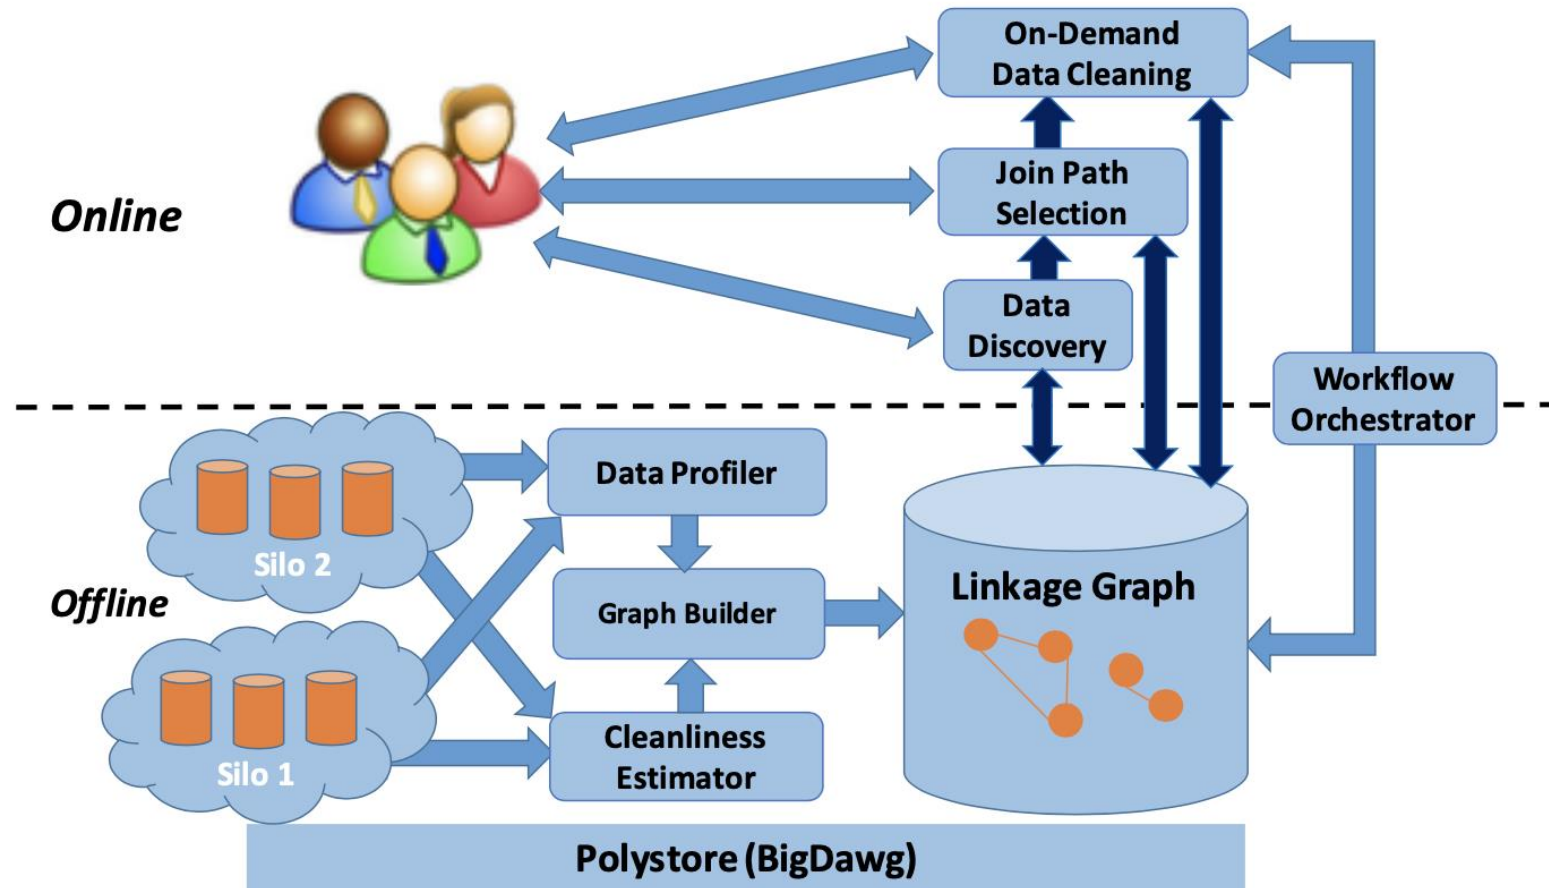 On-Demand
Data Cleaning
Join Path
Selection
Online
Data
Discovery
Workflow
Orchestrator
Data Profiler
Silo 2
Offline
Graph Builder
Linkage Graph
Cleanliness
Estimator
Silo 1
Polystore (BigDawg)